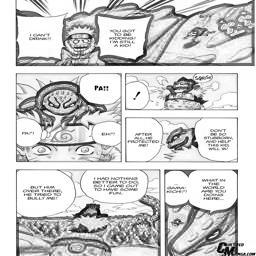 YOU GOT
TO BE
KIDDING!
I'M STILL
A KID!
I CAN'T
DRINK!!
!
DON'T
BE SO
STUBBORN,
AND HELP
THIS KID,
WILL
AFTER
ALL, HE
PROTECTED
ME!
PA!!
EH?!
PA?!
WHAT IN
THE
WORLD
ARE YOU
DOING
HERE...
GAMA-
KICHI?!
I HAD NOTHING
BETTER TO
DO, SO I CAME
OUT TO HAVE
SOME FUN.
BUT HIM
OVER THERE,
HE TRIED TO
BULLY ME!